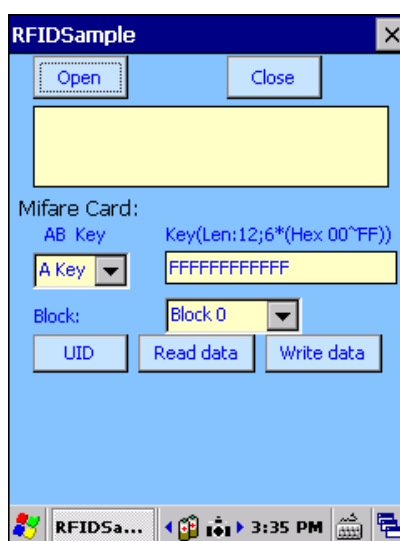 RFIDSample
Open Close
Mifare Card:
AB Key Key(Len:12;6*(Hex 00~FF))
A Key FFFFFFFFFFFF
Block: Block 0
UID Read data Write data
RFIDSa... 3:35 PM